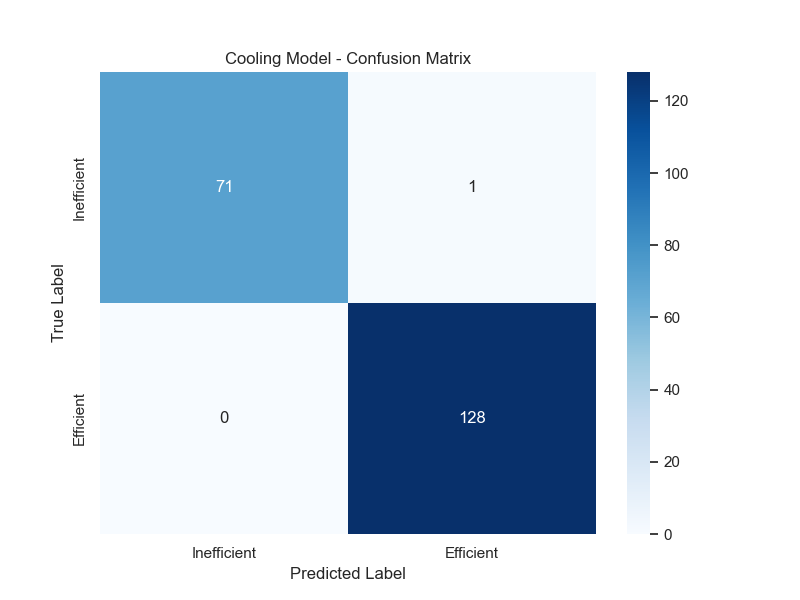 Cooling Model - Confusion Matrix
Inefficient
71
1
Efficient
0
128
True Label
Inefficient
Efficient
Predicted Label
120
100
80
60
40
20
0